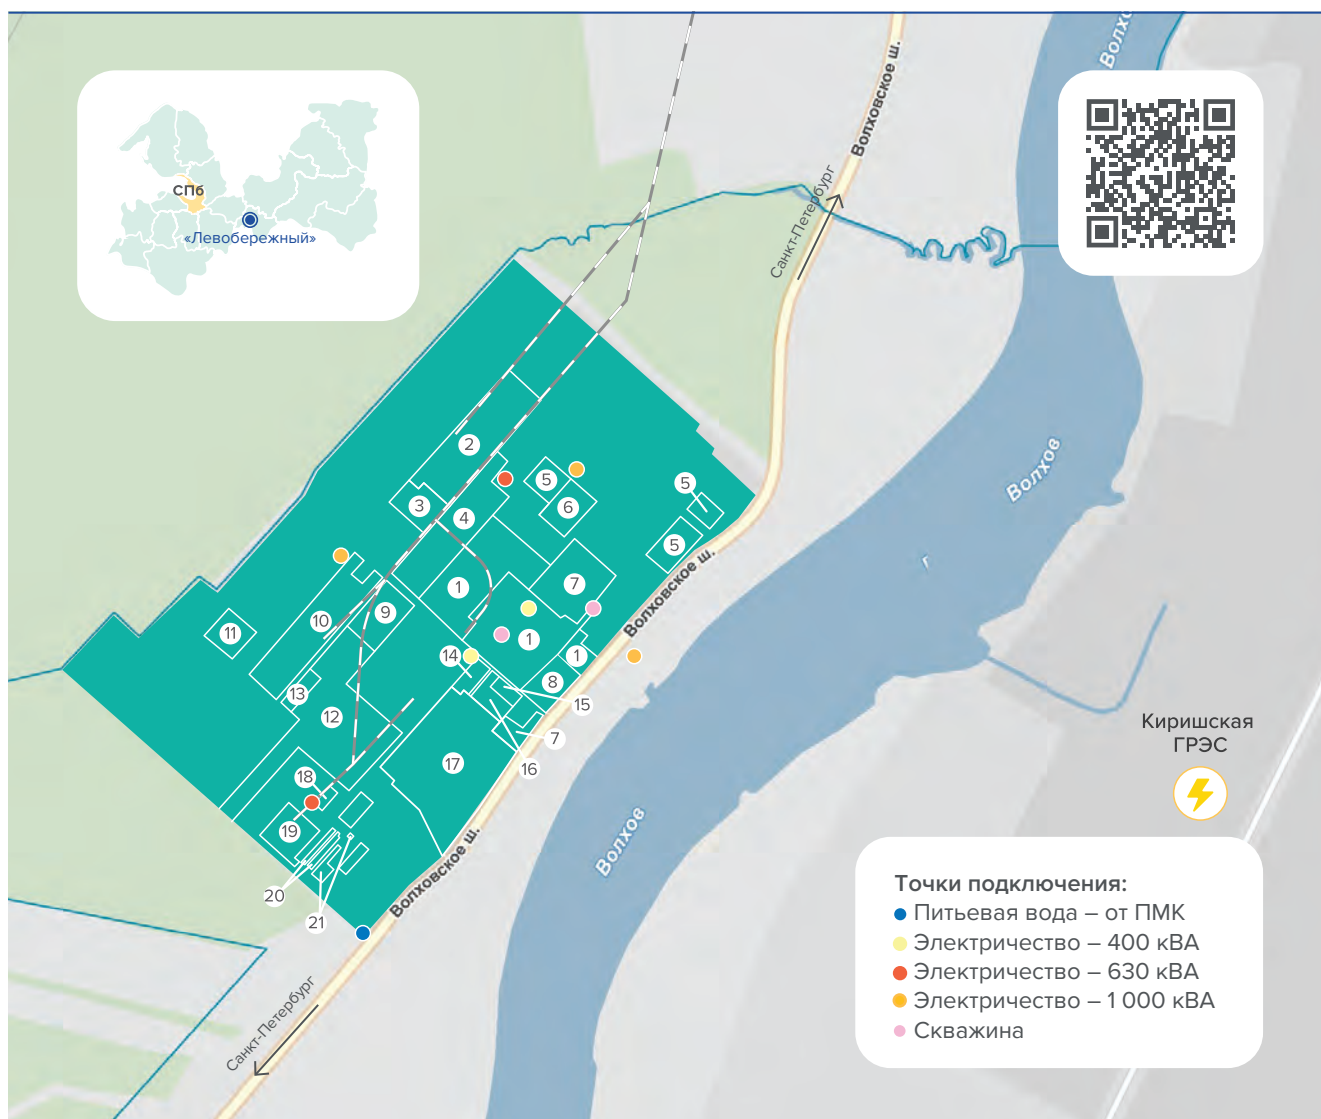 Волхо
Волховское ш.
СПб
«Левобережный»
Санкт-Петербург
2
5
5
3
4
6
5
Волхов
г
1
7
Волховское ш.
10
9
11
1
14
1
13
8
15
12
7
17
16
Киришская
ГРЭС
18
19
Волхов
Волховское ш.
20
21
Санкт-Петербург
Точки подключения:
Питьевая вода – от ПМК
Электричество – 400 кВА
Электричество – 630 кВА
Электричество – 1 000 кВА
Скважина